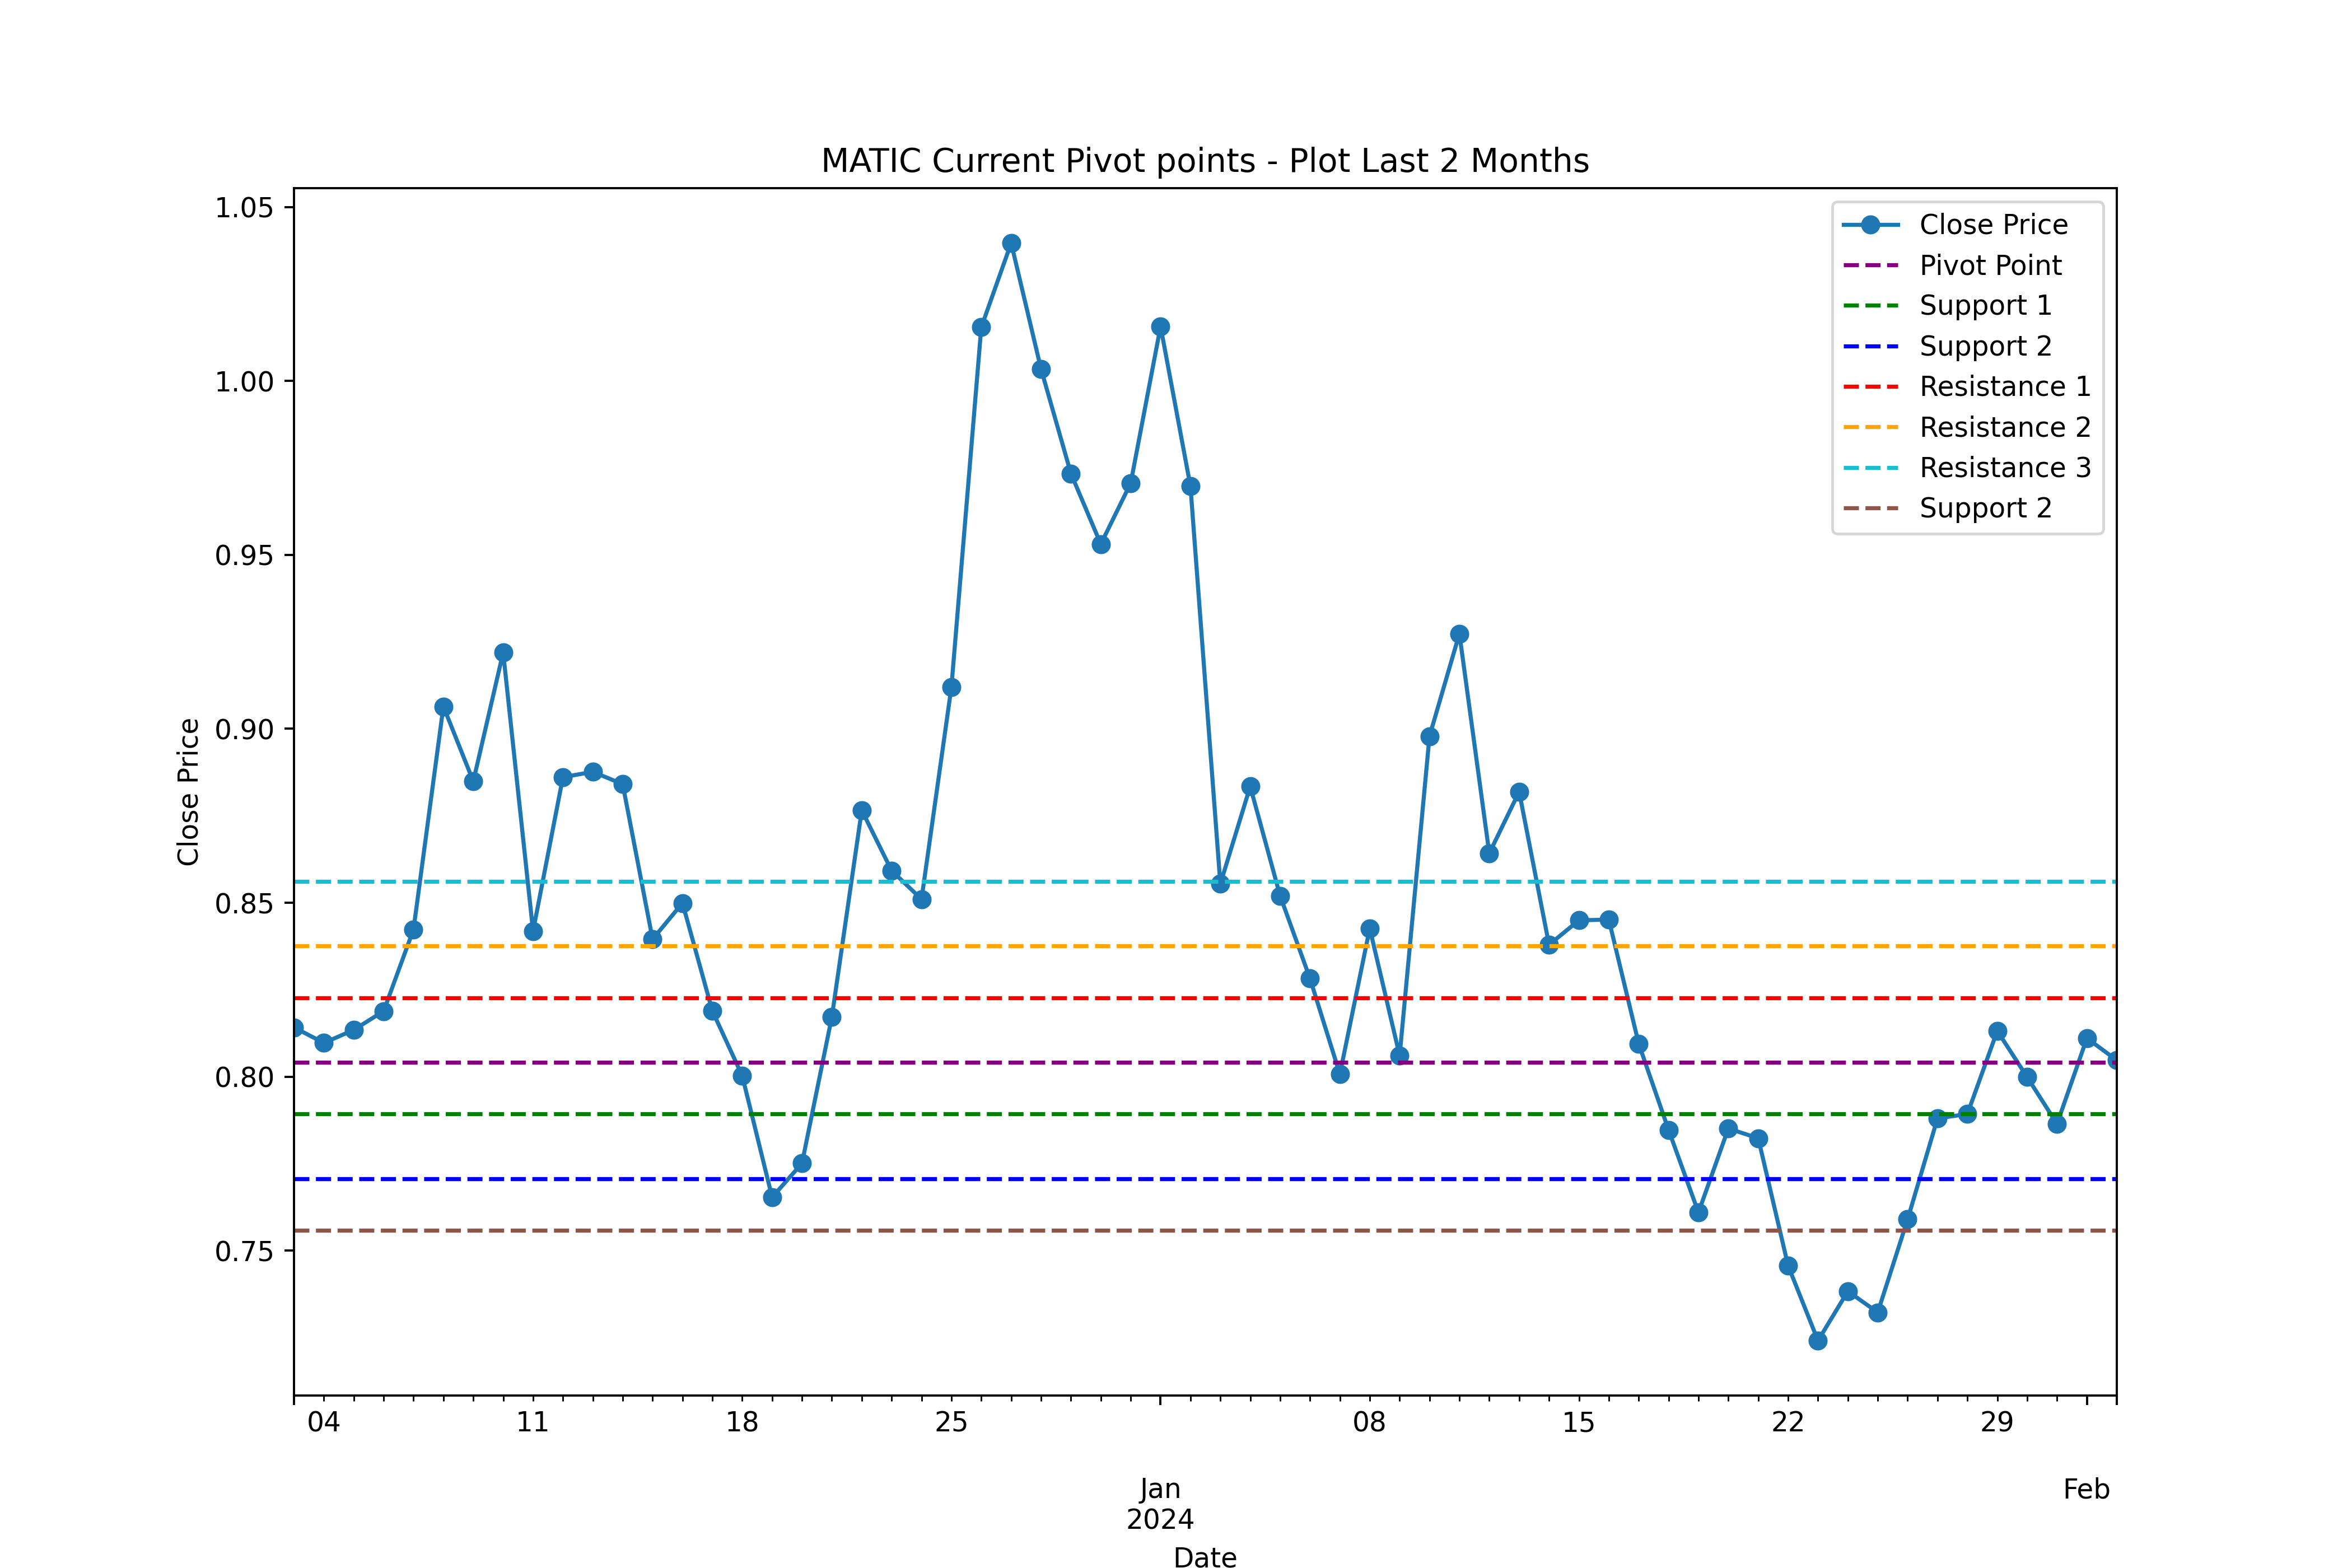 MATIC Current Pivot points - Plot Last 2 Months
Close Price
Pivot Point
Support 1
Support 2
Resistance 1
Resistance 2
Resistance 3
Support 2
Close Price
1.05
1.00
0.95
0.90
0.85
0.80
0.75
04 11 18 25 08 15 22 29
Jan Feb
2024
Date